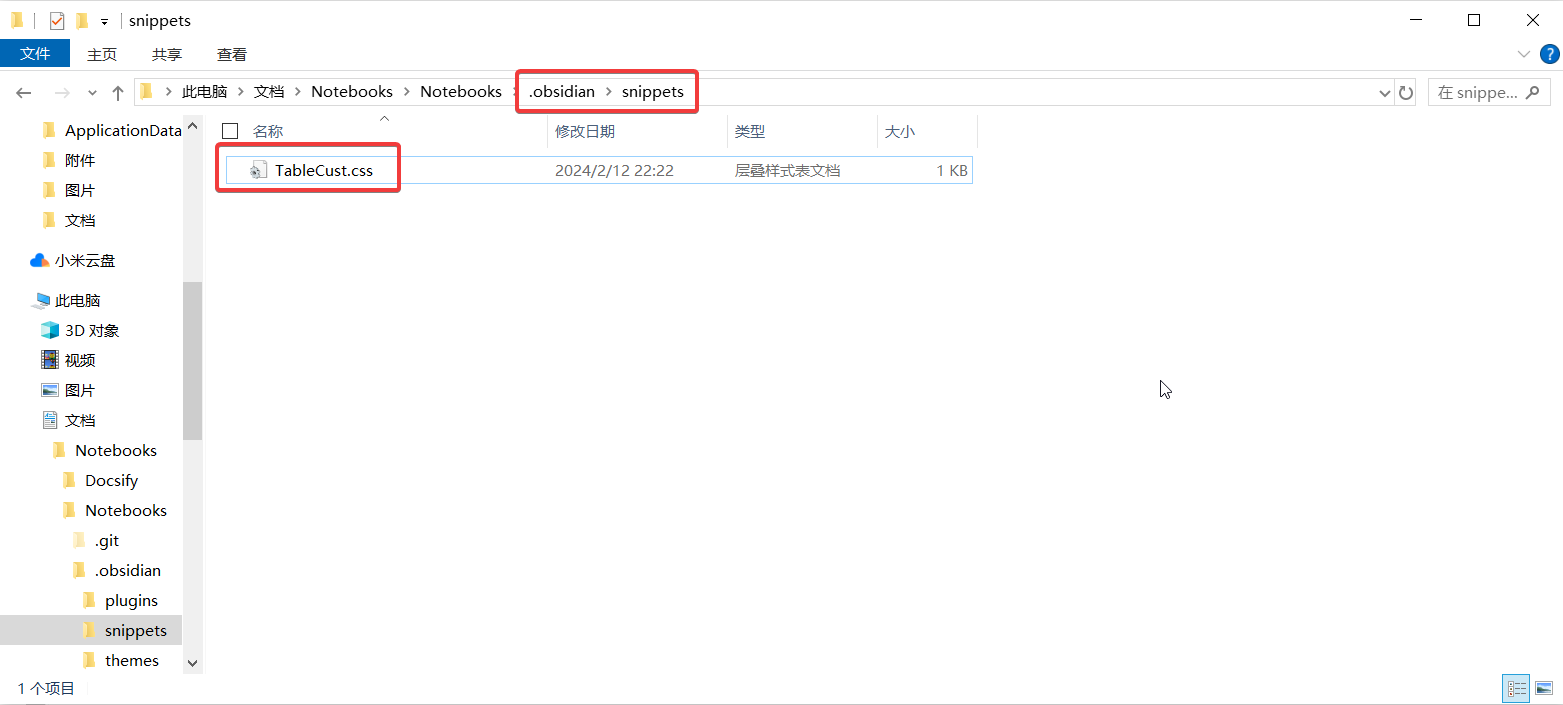 snippets
文件 主页 共享 查看
此电脑 文档 Notebooks Notebooks .obsidian snippets
在 snippe...
名称 修改日期 类型 大小
TableCust.css 2024/2/12 22:22 层叠样式表文档 1 KB
ApplicationData
附件
图片
文档
小米云盘
此电脑
3D 对象
视频
图片
文档
Notebooks
Docsify
Notebooks
.git
.obsidian
plugins
snippets
themes
1 个项目